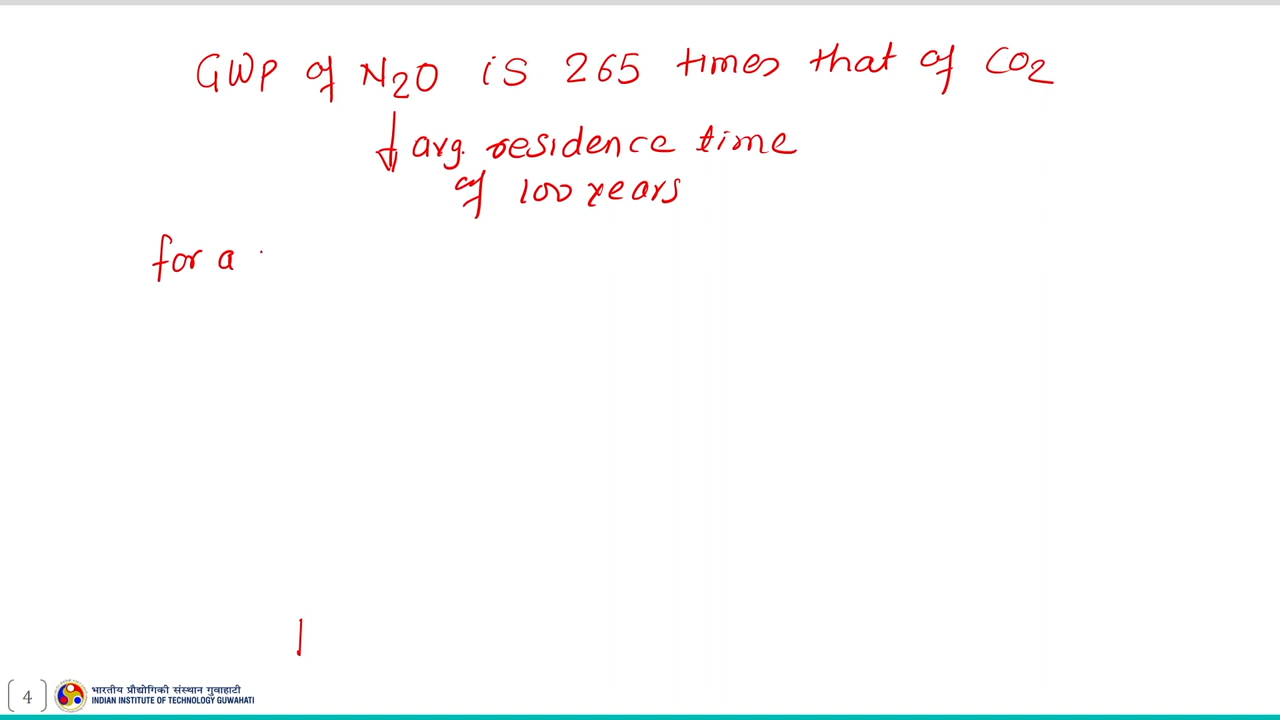 GWP of N2O is 265 times that of CO2
avg. residence time
of 100 years
for a
4
भारतीय प्रौद्योगिकी संस्थान गुवाहाटी
INDIAN INSTITUTE OF TECHNOLOGY GUWAHATI